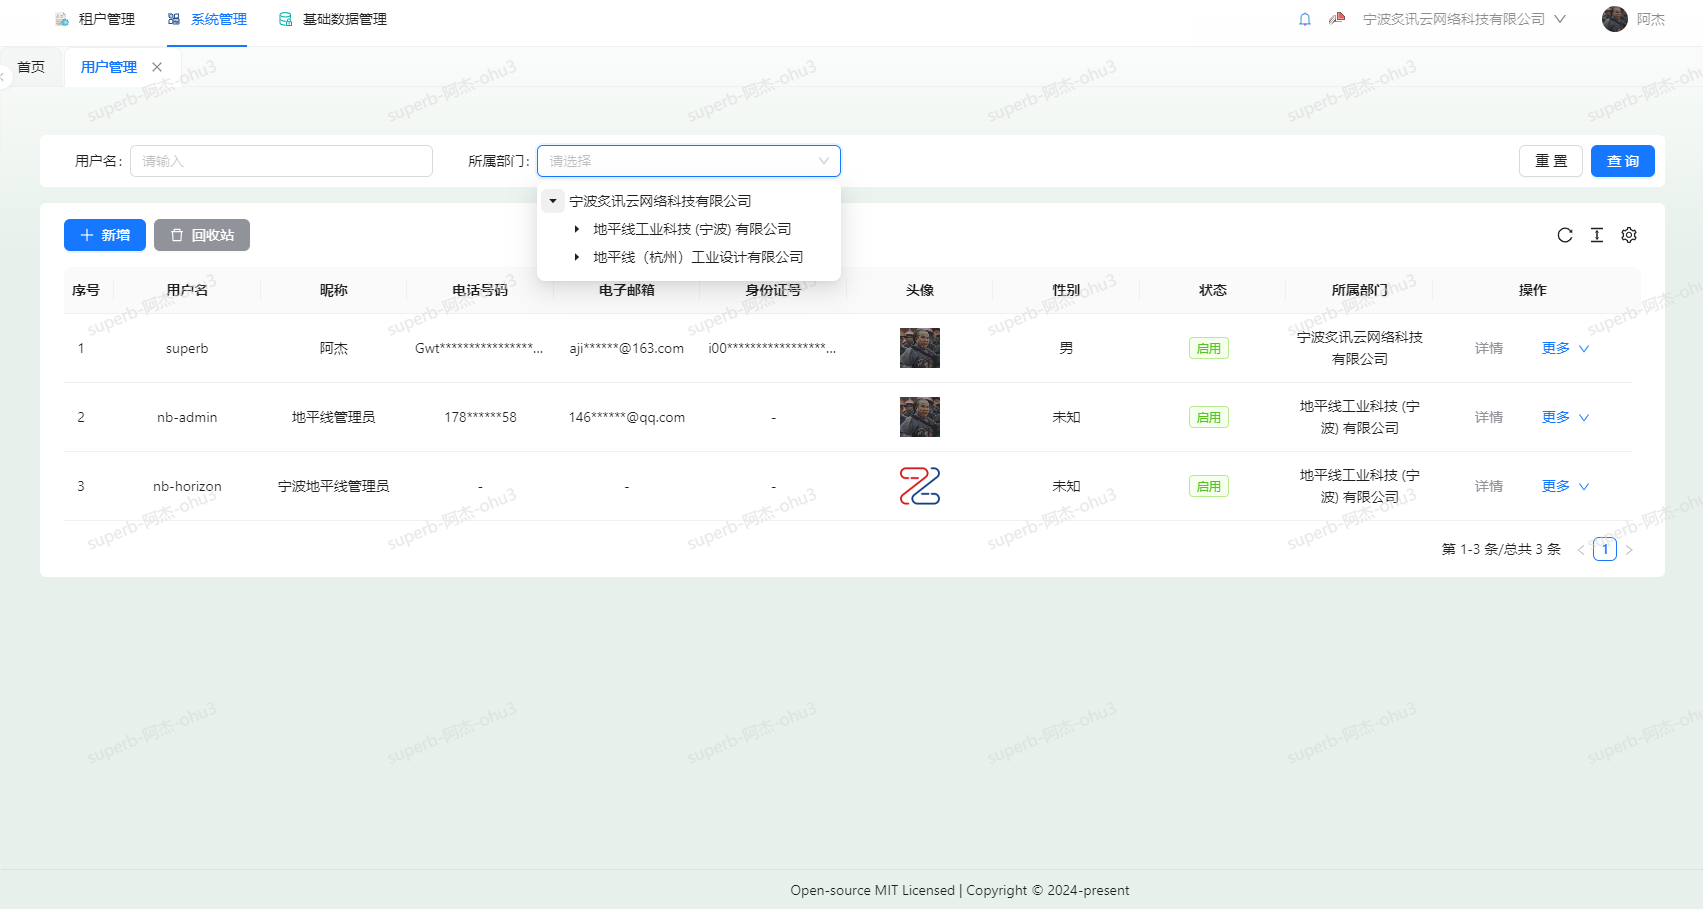 租户管理 系统管理 基础数据管理 宁波炙讯云网络科技有限公司 阿杰
首页 用户管理
用户名: 请输入 所属部门: 请选择 重 置 查 询
宁波炙讯云网络科技有限公司
地平线工业科技 (宁波) 有限公司
地平线（杭州）工业设计有限公司
新增 回收站
序号 用户名 昵称 电话号码 电子邮箱 身份证号 头像 性别 状态 所属部门 操作
1 superb 阿杰 Gwt****************... aji******@163.com i00*****************... 男 启用 宁波炙讯云网络科技有限公司 详情 更多
2 nb-admin 地平线管理员 178******58 146******@qq.com - 未知 启用 地平线工业科技 (宁波) 有限公司 详情 更多
3 nb-horizon 宁波地平线管理员 - - - 未知 启用 地平线工业科技 (宁波) 有限公司 详情 更多
第 1-3 条/总共 3 条 1
superb-阿杰-ohu3
Open-source MIT Licensed | Copyright © 2024-present